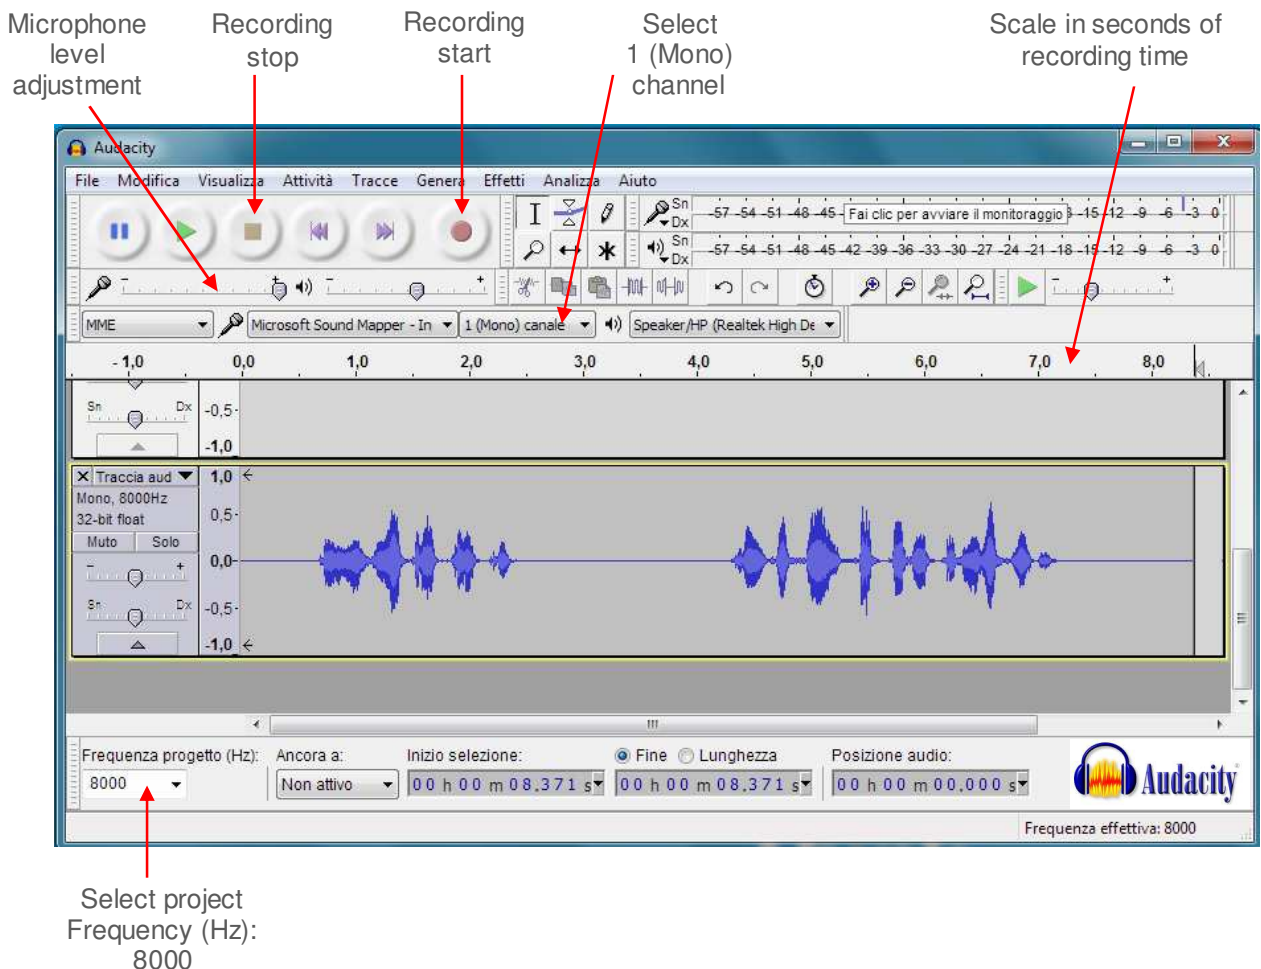 Microphone
level
adjustment
Recording
stop
Recording
start
Select
1 (Mono)
channel
Scale in seconds of
recording time
Audacity
File Modifica Visualizza Attività Tracce Genera Effetti Analizza Aiuto
Sn
Dx
-57 -54 -51 -48 -45 Fai clic per avviare il monitoraggio -15 -12 -9 -6 -3 0
Sn
Dx
-57 -54 -51 -48 -45 -42 -39 -36 -33 -30 -27 -24 -21 -18 -15 -12 -9 -6 -3 0
MME Microsoft Sound Mapper - In 1 (Mono) canale Speaker/HP (Realtek High De
-1,0 0,0 1,0 2,0 3,0 4,0 5,0 6,0 7,0 8,0
Sn Dx -0,5
-1,0
X Traccia aud 1,0
Mono, 8000Hz
32-bit float 0,5
Muto Solo
- + 0,0
Sn Dx -0,5
-1,0
Frequenza progetto (Hz): Ancora a: Inizio selezione: Fine Lunghezza Posizione audio:
8000 Non attivo 00 h 00 m 08.371 s 00 h 00 m 08.371 s 00 h 00 m 00.000 s
Audacity
Frequenza effettiva: 8000
Select project
Frequency (Hz):
8000